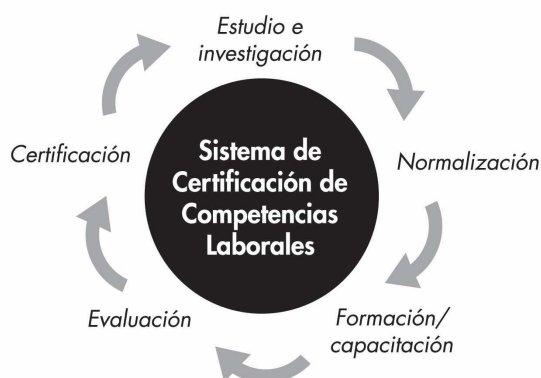 Estudio e
investigación
Normalización
Formación/
capacitación
Evaluación
Certificación
Sistema de
Certificación de
Competencias
Laborales